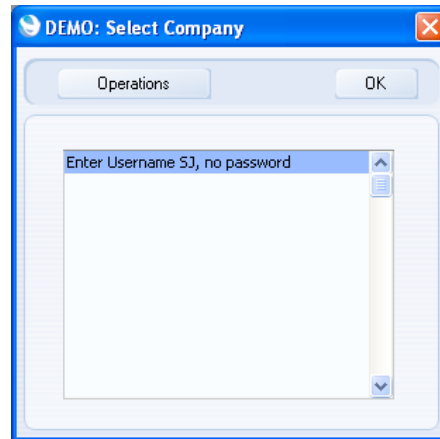 DEMO: Select Company
Operations
OK
Enter Username SJ, no password